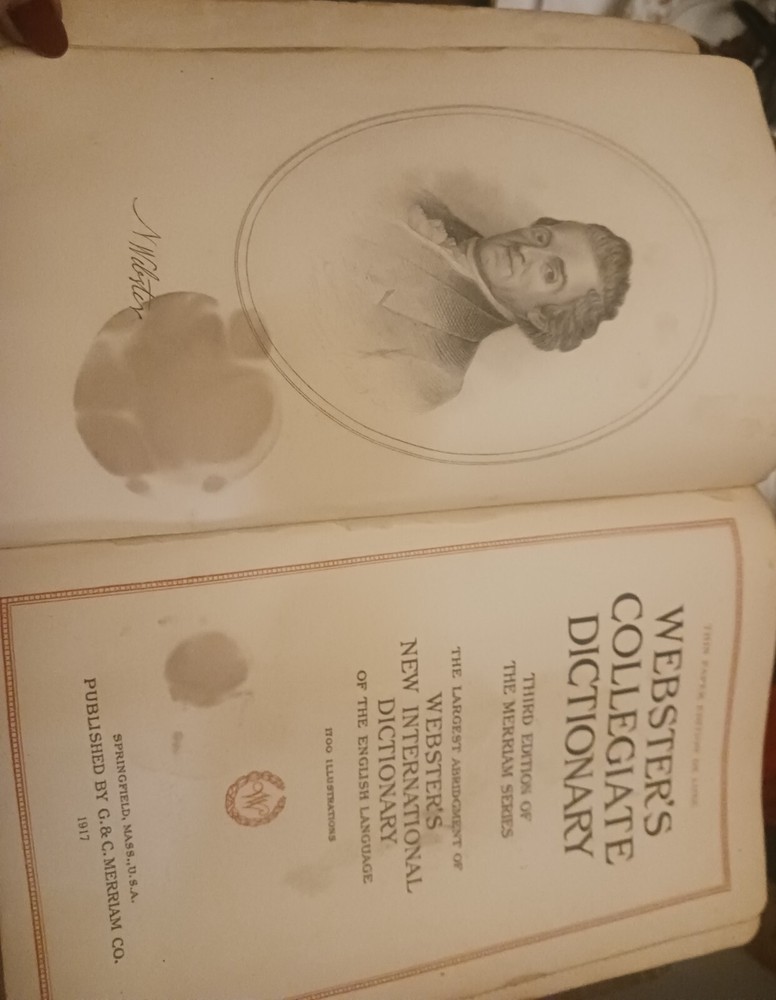 N Webster
THIN PAPER EDITION DE LUXE
WEBSTER'S
COLLEGIATE
DICTIONARY
THIRD EDITION OF
THE MERRIAM SERIES
THE LARGEST ABRIDGMENT OF
WEBSTER'S
NEW INTERNATIONAL
DICTIONARY
OF THE ENGLISH LANGUAGE
1700 ILLUSTRATIONS
W
SPRINGFIELD, MASS., U.S.A.
PUBLISHED BY G. & C. MERRIAM CO.
1917